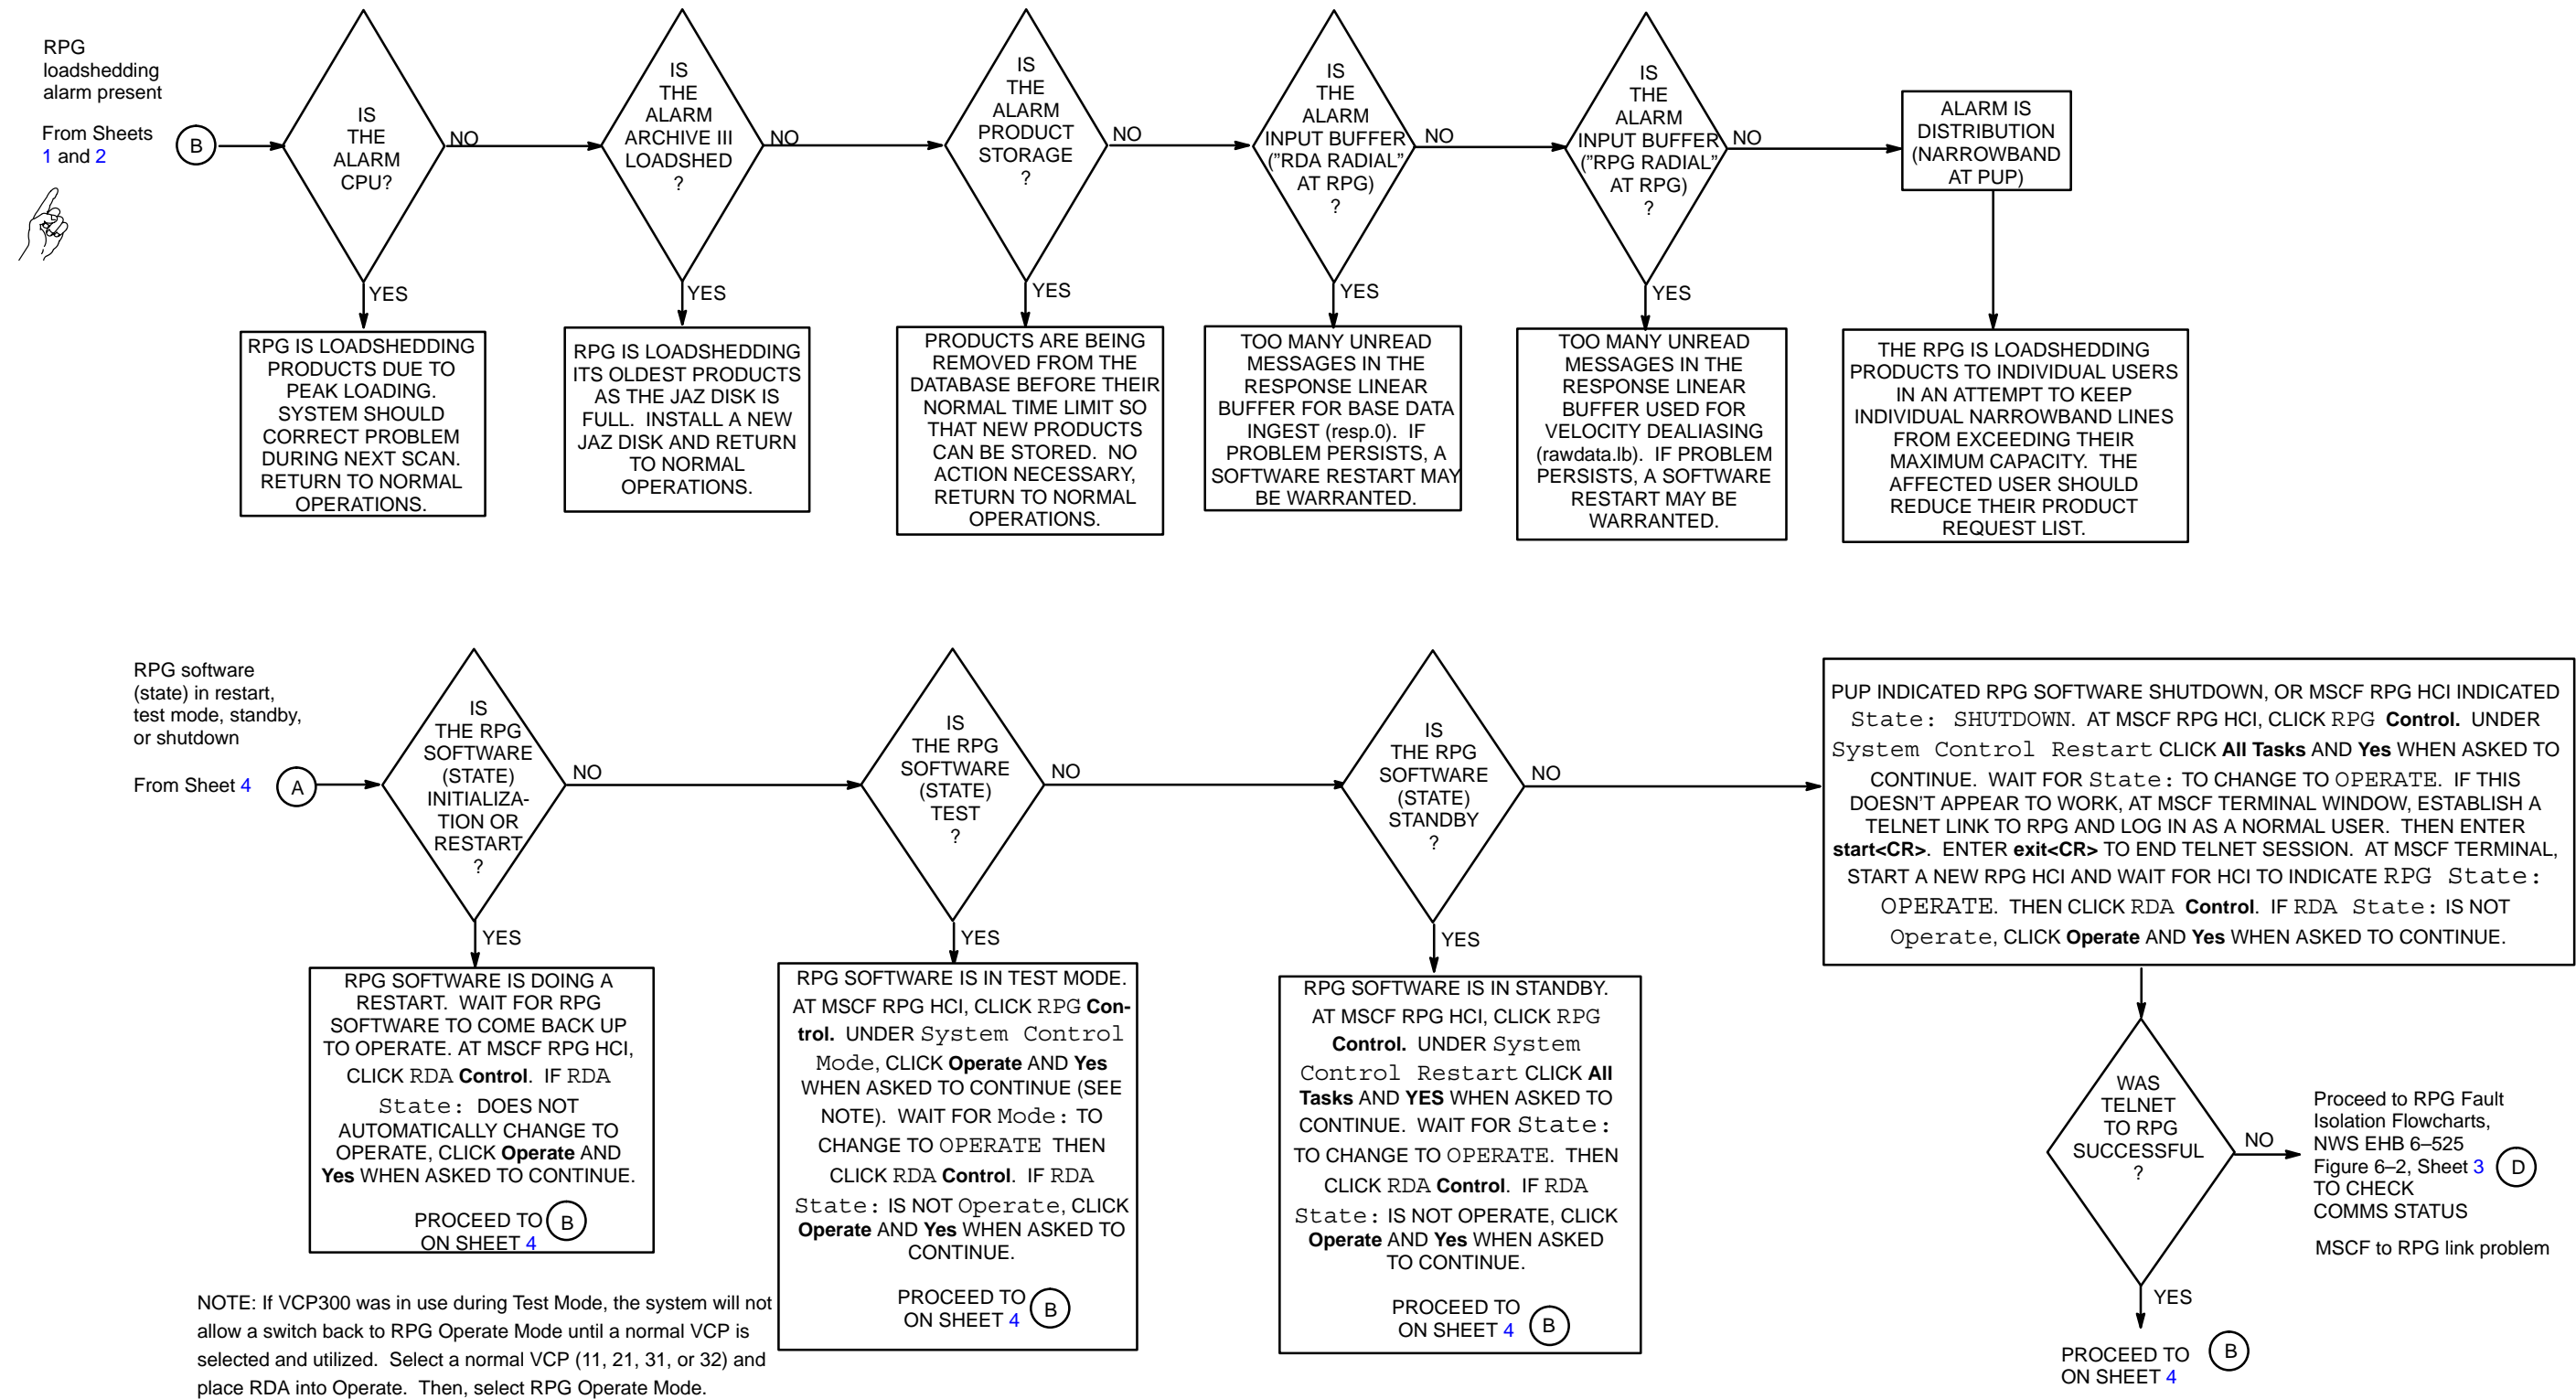 RPG
loadshedding
alarm present
From Sheets
1 and 2
B
IS
THE
ALARM
CPU?
NO
YES
RPG IS LOADSHEDDING
PRODUCTS DUE TO
PEAK LOADING.
SYSTEM SHOULD
CORRECT PROBLEM
DURING NEXT SCAN.
RETURN TO NORMAL
OPERATIONS.
IS
THE
ALARM
ARCHIVE III
LOADSHED
?
NO
YES
RPG IS LOADSHEDDING
ITS OLDEST PRODUCTS
AS THE JAZ DISK IS
FULL. INSTALL A NEW
JAZ DISK AND RETURN
TO NORMAL
OPERATIONS.
IS
THE
ALARM
PRODUCT
STORAGE
?
NO
YES
PRODUCTS ARE BEING
REMOVED FROM THE
DATABASE BEFORE THEIR
NORMAL TIME LIMIT SO
THAT NEW PRODUCTS
CAN BE STORED. NO
ACTION NECESSARY,
RETURN TO NORMAL
OPERATIONS.
IS
THE
ALARM
INPUT BUFFER
(”RDA RADIAL”
AT RPG)
?
NO
YES
TOO MANY UNREAD
MESSAGES IN THE
RESPONSE LINEAR
BUFFER FOR BASE DATA
INGEST (resp.0). IF
PROBLEM PERSISTS, A
SOFTWARE RESTART MAY
BE WARRANTED.
IS
THE
ALARM
INPUT BUFFER
(”RPG RADIAL”
AT RPG)
?
NO
YES
TOO MANY UNREAD
MESSAGES IN THE
RESPONSE LINEAR
BUFFER USED FOR
VELOCITY DEALIASING
(rawdata.lb). IF PROBLEM
PERSISTS, A SOFTWARE
RESTART MAY BE
WARRANTED.
ALARM IS
DISTRIBUTION
(NARROWBAND
AT PUP)
THE RPG IS LOADSHEDDING
PRODUCTS TO INDIVIDUAL USERS
IN AN ATTEMPT TO KEEP
INDIVIDUAL NARROWBAND LINES
FROM EXCEEDING THEIR
MAXIMUM CAPACITY. THE
AFFECTED USER SHOULD
REDUCE THEIR PRODUCT
REQUEST LIST.
RPG software
(state) in restart,
test mode, standby,
or shutdown
From Sheet 4
A
IS
THE RPG
SOFTWARE
(STATE)
INITIALIZA-
TION OR
RESTART
?
NO
YES
RPG SOFTWARE IS DOING A
RESTART. WAIT FOR RPG
SOFTWARE TO COME BACK UP
TO OPERATE. AT MSCF RPG HCI,
CLICK RDA Control. IF RDA
State: DOES NOT
AUTOMATICALLY CHANGE TO
OPERATE, CLICK Operate AND
Yes WHEN ASKED TO CONTINUE.
PROCEED TO B
ON SHEET 4
IS
THE RPG
SOFTWARE
(STATE)
TEST
?
NO
YES
RPG SOFTWARE IS IN TEST MODE.
AT MSCF RPG HCI, CLICK RPG Con-
trol. UNDER System Control
Mode, CLICK Operate AND Yes
WHEN ASKED TO CONTINUE (SEE
NOTE). WAIT FOR Mode: TO
CHANGE TO OPERATE THEN
CLICK RDA Control. IF RDA
State: IS NOT Operate, CLICK
Operate AND Yes WHEN ASKED TO
CONTINUE.
PROCEED TO B
ON SHEET 4
IS
THE RPG
SOFTWARE
(STATE)
STANDBY
?
NO
YES
RPG SOFTWARE IS IN STANDBY.
AT MSCF RPG HCI, CLICK RPG
Control. UNDER System
Control Restart CLICK All
Tasks AND YES WHEN ASKED TO
CONTINUE. WAIT FOR State:
TO CHANGE TO OPERATE. THEN
CLICK RDA Control. IF RDA
State: IS NOT OPERATE, CLICK
Operate AND Yes WHEN ASKED
TO CONTINUE.
PROCEED TO B
ON SHEET 4
PUP INDICATED RPG SOFTWARE SHUTDOWN, OR MSCF RPG HCI INDICATED
State: SHUTDOWN. AT MSCF RPG HCI, CLICK RPG Control. UNDER
System Control Restart CLICK All Tasks AND Yes WHEN ASKED TO
CONTINUE. WAIT FOR State: TO CHANGE TO OPERATE. IF THIS
DOESN'T APPEAR TO WORK, AT MSCF TERMINAL WINDOW, ESTABLISH A
TELNET LINK TO RPG AND LOG IN AS A NORMAL USER. THEN ENTER
start<CR>. ENTER exit<CR> TO END TELNET SESSION. AT MSCF TERMINAL,
START A NEW RPG HCI AND WAIT FOR HCI TO INDICATE RPG State:
OPERATE. THEN CLICK RDA Control. IF RDA State: IS NOT
Operate, CLICK Operate AND Yes WHEN ASKED TO CONTINUE.
WAS
TELNET
TO RPG
SUCCESSFUL
?
NO
Proceed to RPG Fault
Isolation Flowcharts,
NWS EHB 6–525
Figure 6–2, Sheet 3 D
TO CHECK
COMMS STATUS
MSCF to RPG link problem
YES
PROCEED TO B
ON SHEET 4
NOTE: If VCP300 was in use during Test Mode, the system will not
allow a switch back to RPG Operate Mode until a normal VCP is
selected and utilized. Select a normal VCP (11, 21, 31, or 32) and
place RDA into Operate. Then, select RPG Operate Mode.